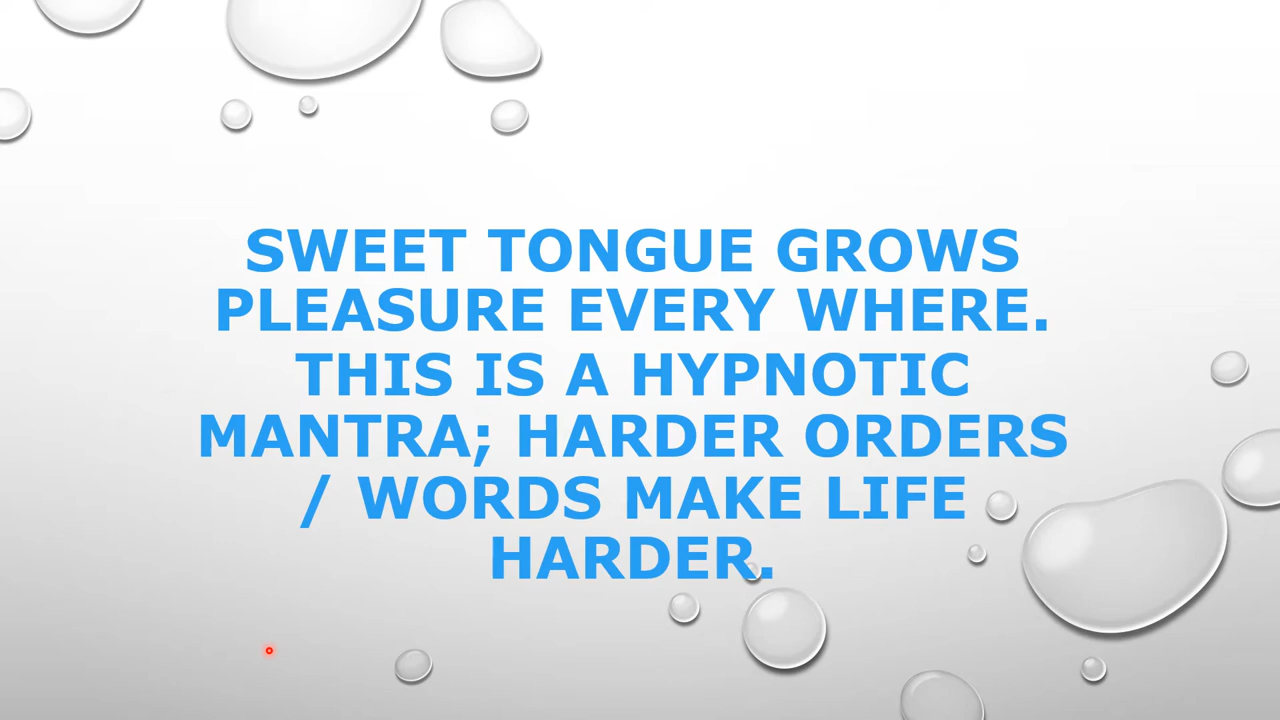 SWEET TONGUE GROWS
PLEASURE EVERY WHERE.
THIS IS A HYPNOTIC
MANTRA; HARDER ORDERS
/ WORDS MAKE LIFE
HARDER.